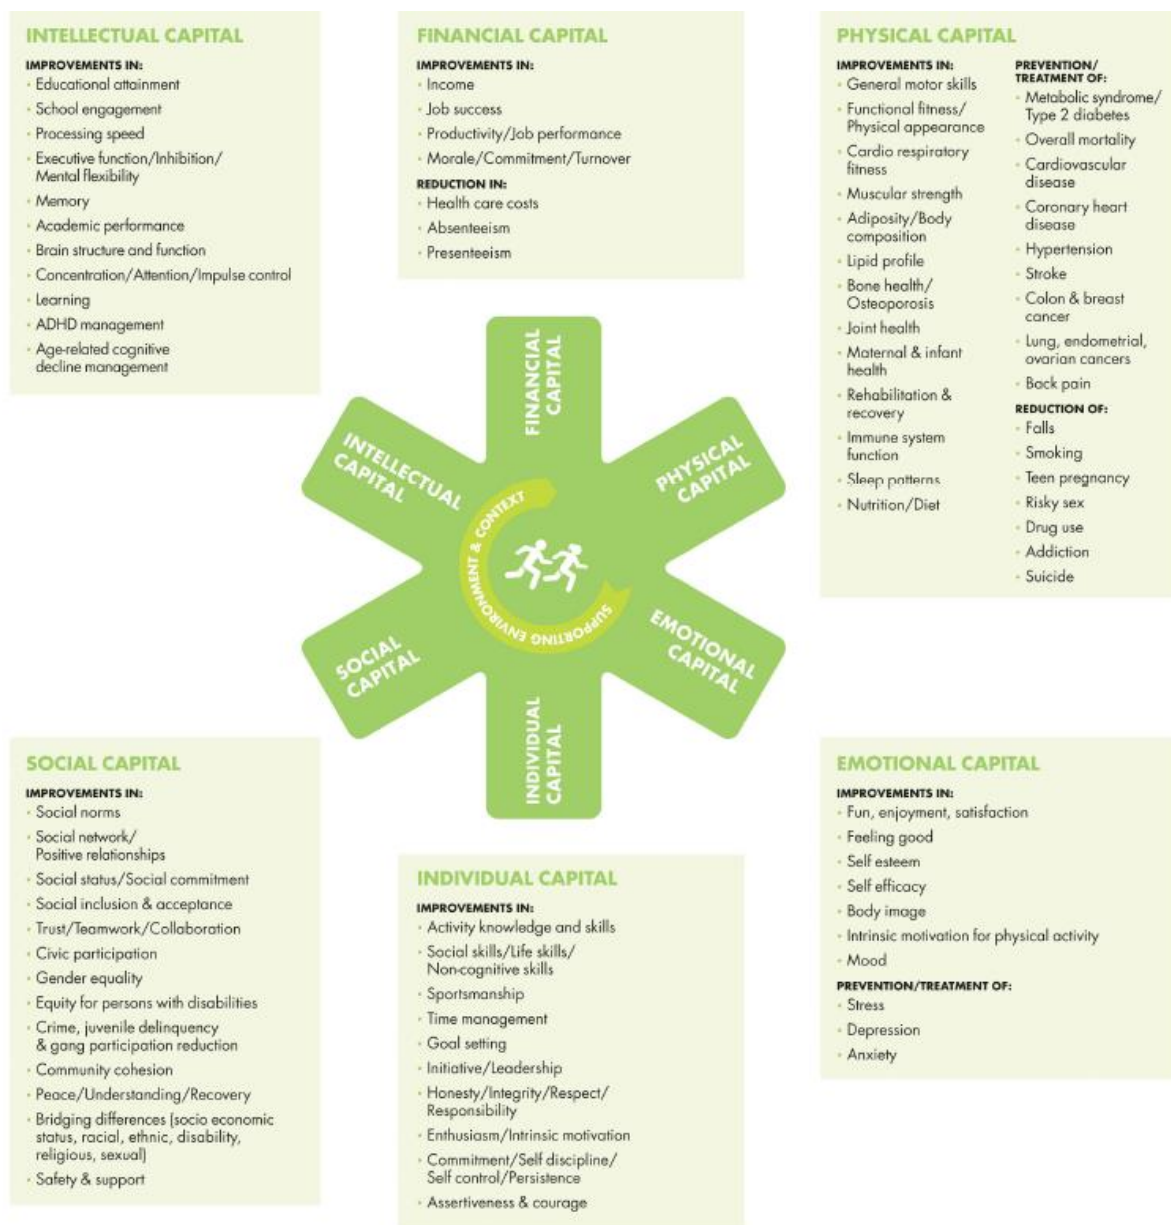 INTELLECTUAL CAPITAL
IMPROVEMENTS IN:
• Educational attainment
• School engagement
• Processing speed
• Executive function/Inhibition/
Mental flexibility
• Memory
• Academic performance
• Brain structure and function
• Concentration/Attention/Impulse control
• Learning
• ADHD management
• Age-related cognitive
decline management
FINANCIAL CAPITAL
IMPROVEMENTS IN:
• Income
• Job success
• Productivity/Job performance
• Morale/Commitment/Turnover
REDUCTION IN:
• Health care costs
• Absenteeism
• Presenteeism
PHYSICAL CAPITAL
IMPROVEMENTS IN:
• General motor skills
• Functional fitness/
Physical appearance
• Cardio respiratory
fitness
• Muscular strength
• Adiposity/Body
composition
• Lipid profile
• Bone health/
Osteoporosis
• Joint health
• Maternal & infant
health
• Rehabilitation &
recovery
• Immune system
function
• Sleep patterns
• Nutrition/Diet
PREVENTION/
TREATMENT OF:
• Metabolic syndrome/
Type 2 diabetes
• Overall mortality
• Cardiovascular
disease
• Coronary heart
disease
• Hypertension
• Stroke
• Colon & breast
cancer
• Lung, endometrial,
ovarian cancers
• Back pain
REDUCTION OF:
• Falls
• Smoking
• Teen pregnancy
• Risky sex
• Drug use
• Addiction
• Suicide
FINANCIAL
CAPITAL
INTELLECTUAL
CAPITAL
PHYSICAL
CAPITAL
SUPPORTING ENVIRONMENT & CONTEXT
SOCIAL
CAPITAL
EMOTIONAL
CAPITAL
INDIVIDUAL
CAPITAL
SOCIAL CAPITAL
IMPROVEMENTS IN:
• Social norms
• Social network/
Positive relationships
• Social status/Social commitment
• Social inclusion & acceptance
• Trust/Teamwork/Collaboration
• Civic participation
• Gender equality
• Equity for persons with disabilities
• Crime, juvenile delinquency
& gang participation reduction
• Community cohesion
• Peace/Understanding/Recovery
• Bridging differences (socio economic
status, racial, ethnic, disability,
religious, sexual)
• Safety & support
INDIVIDUAL CAPITAL
IMPROVEMENTS IN:
• Activity knowledge and skills
• Social skills/Life skills/
Non-cognitive skills
• Sportsmanship
• Time management
• Goal setting
• Initiative/Leadership
• Honesty/Integrity/Respect/
Responsibility
• Enthusiasm/Intrinsic motivation
• Commitment/Self discipline/
Self control/Persistence
• Assertiveness & courage
EMOTIONAL CAPITAL
IMPROVEMENTS IN:
• Fun, enjoyment, satisfaction
• Feeling good
• Self esteem
• Self efficacy
• Body image
• Intrinsic motivation for physical activity
• Mood
PREVENTION/TREATMENT OF:
• Stress
• Depression
• Anxiety